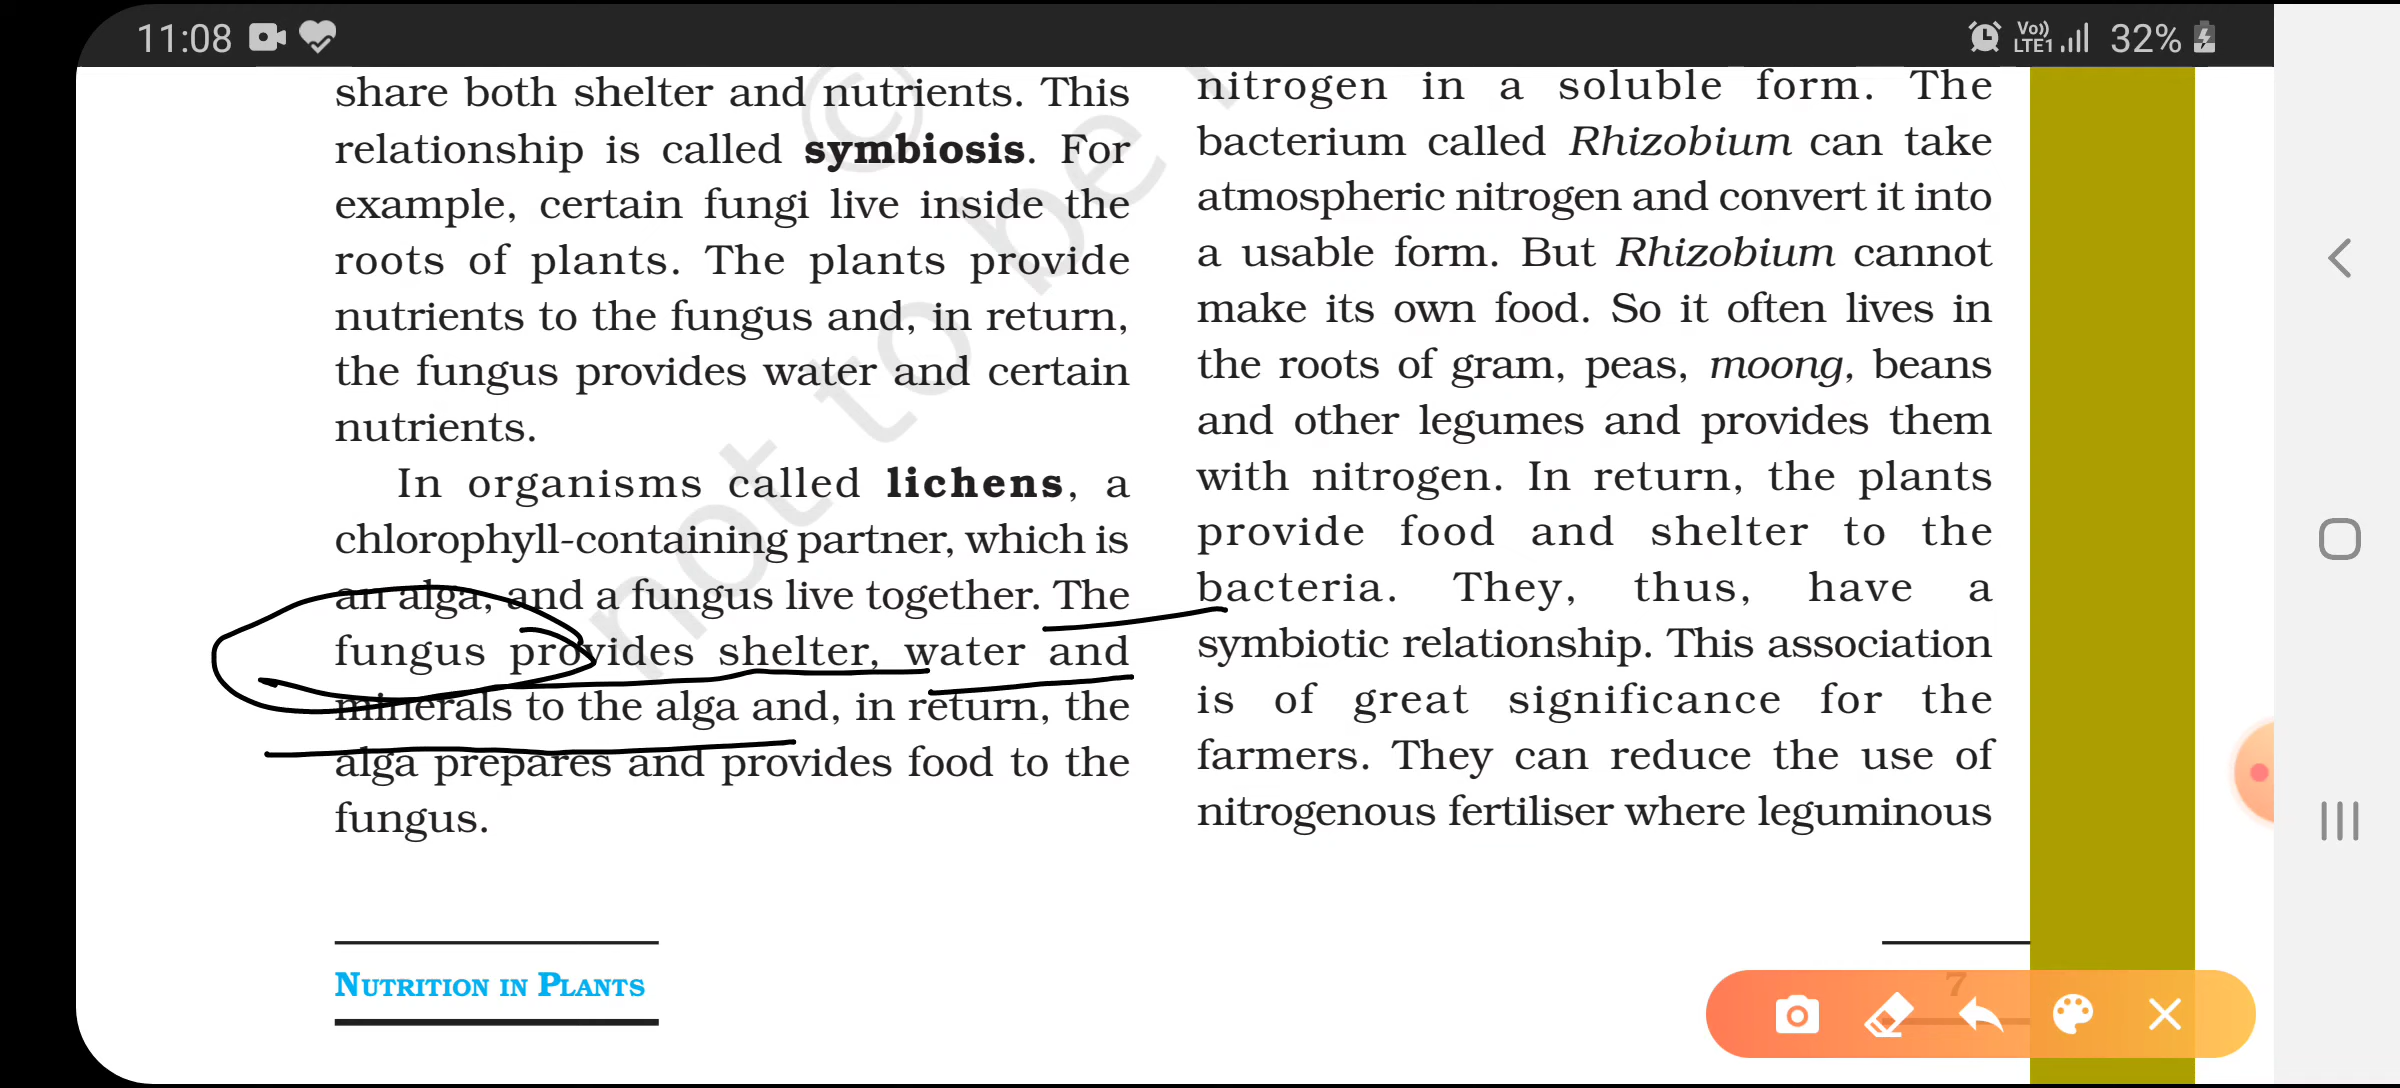 11:08
Vo)) LTE1 32%
share both shelter and nutrients. This
relationship is called symbiosis. For
example, certain fungi live inside the
roots of plants. The plants provide
nutrients to the fungus and, in return,
the fungus provides water and certain
nutrients.
In organisms called lichens, a
chlorophyll-containing partner, which is
an alga, and a fungus live together. The
fungus provides shelter, water and
minerals to the alga and, in return, the
alga prepares and provides food to the
fungus.
nitrogen in a soluble form. The
bacterium called Rhizobium can take
atmospheric nitrogen and convert it into
a usable form. But Rhizobium cannot
make its own food. So it often lives in
the roots of gram, peas, moong, beans
and other legumes and provides them
with nitrogen. In return, the plants
provide food and shelter to the
bacteria. They, thus, have a
symbiotic relationship. This association
is of great significance for the
farmers. They can reduce the use of
nitrogenous fertiliser where leguminous
© not to be
NUTRITION IN PLANTS
7